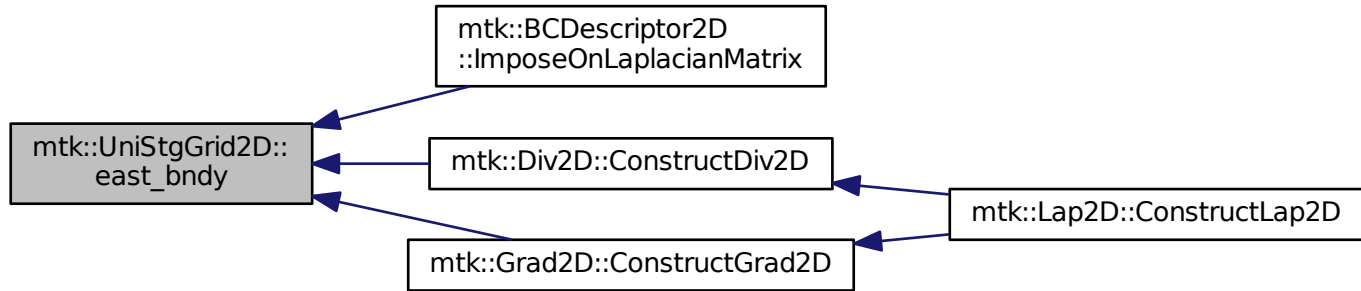 mtk::BCDescriptor2D
::ImposeOnLaplacianMatrix
mtk::UniStgGrid2D::
east_bndy
mtk::Div2D::ConstructDiv2D
mtk::Lap2D::ConstructLap2D
mtk::Grad2D::ConstructGrad2D